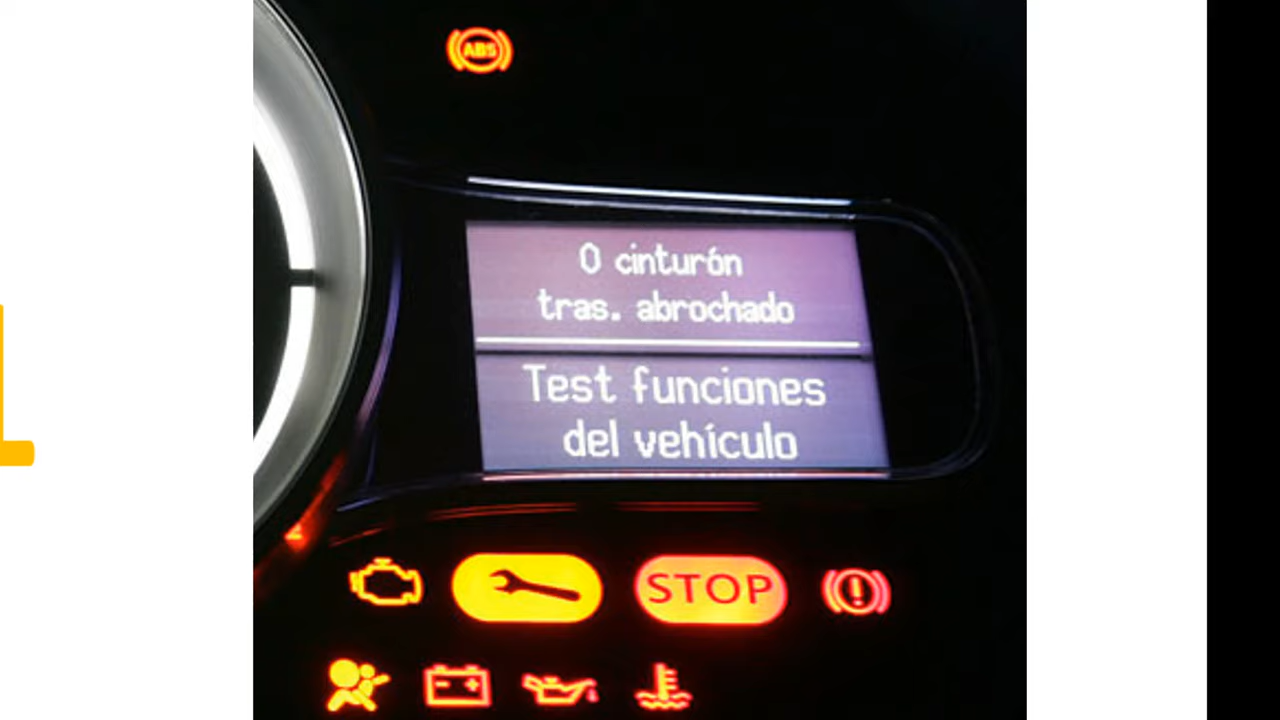 ABS
0 cinturón
tras. abrochado
Test funciones
del vehículo
STOP